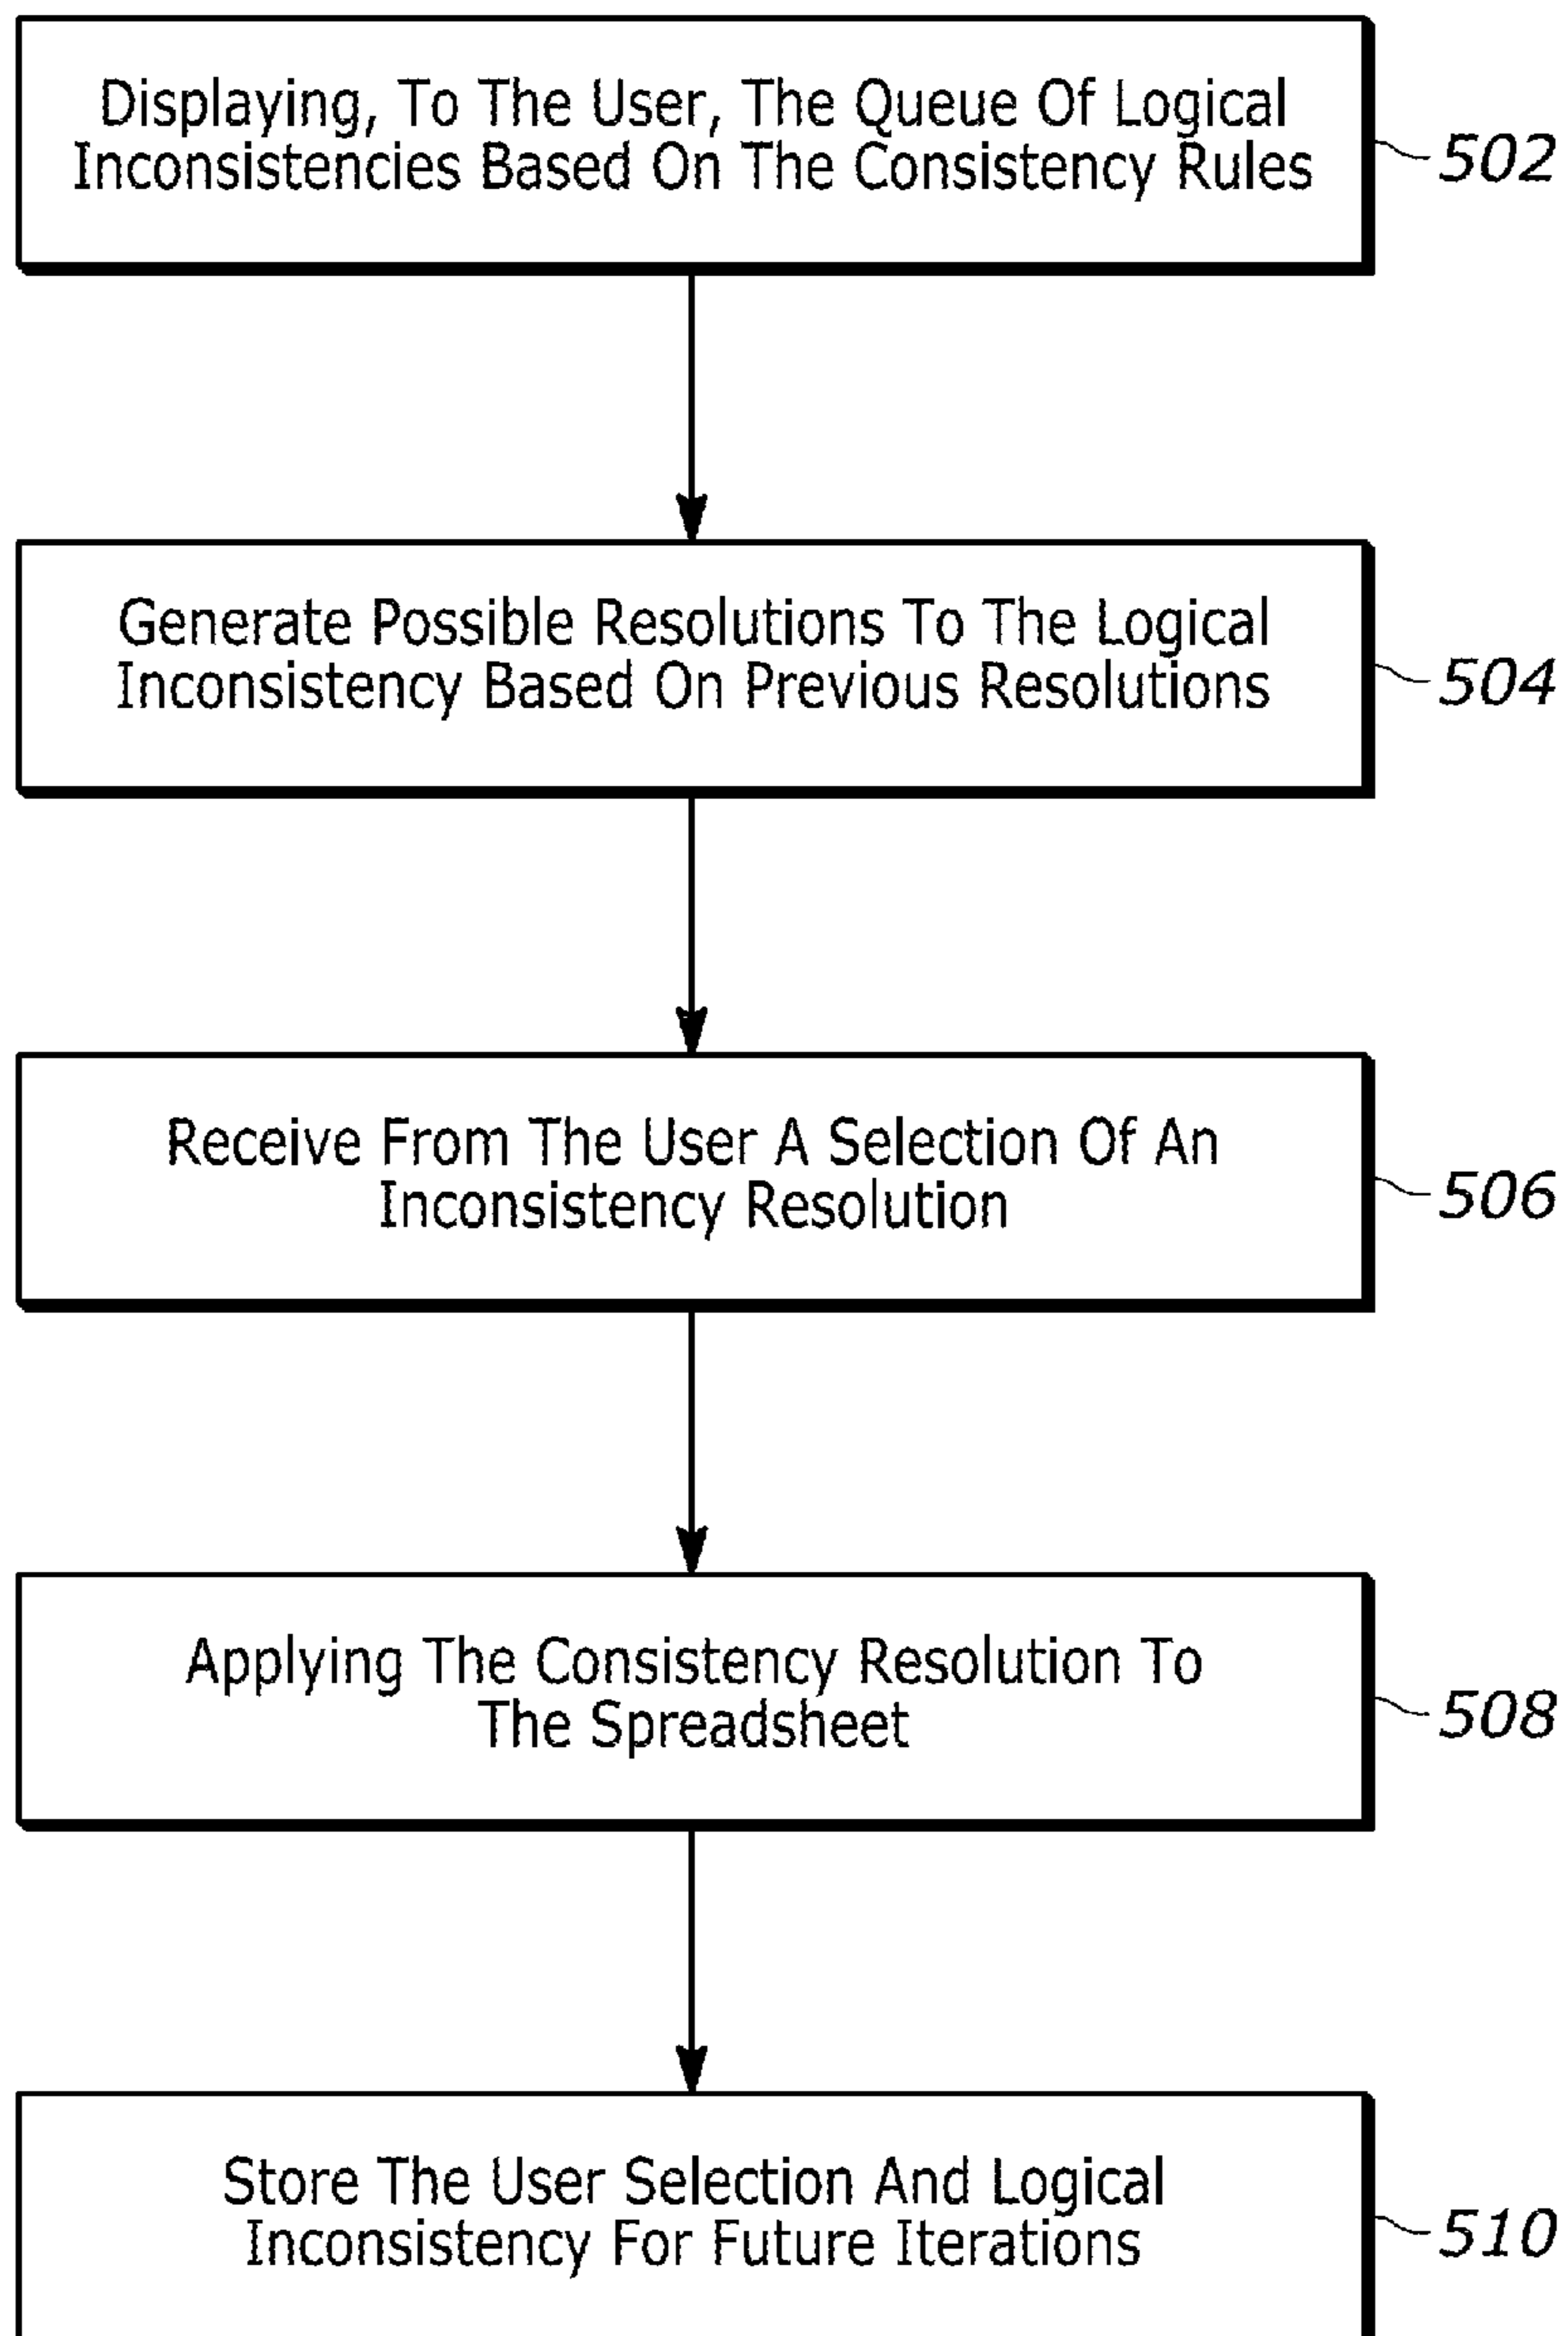 Displaying, To The User, The Queue Of Logical
Inconsistencies Based On The Consistency Rules
502
Generate Possible Resolutions To The Logical
Inconsistency Based On Previous Resolutions
504
Receive From The User A Selection Of An
Inconsistency Resolution
506
Applying The Consistency Resolution To
The Spreadsheet
508
Store The User Selection And Logical
Inconsistency For Future Iterations
510